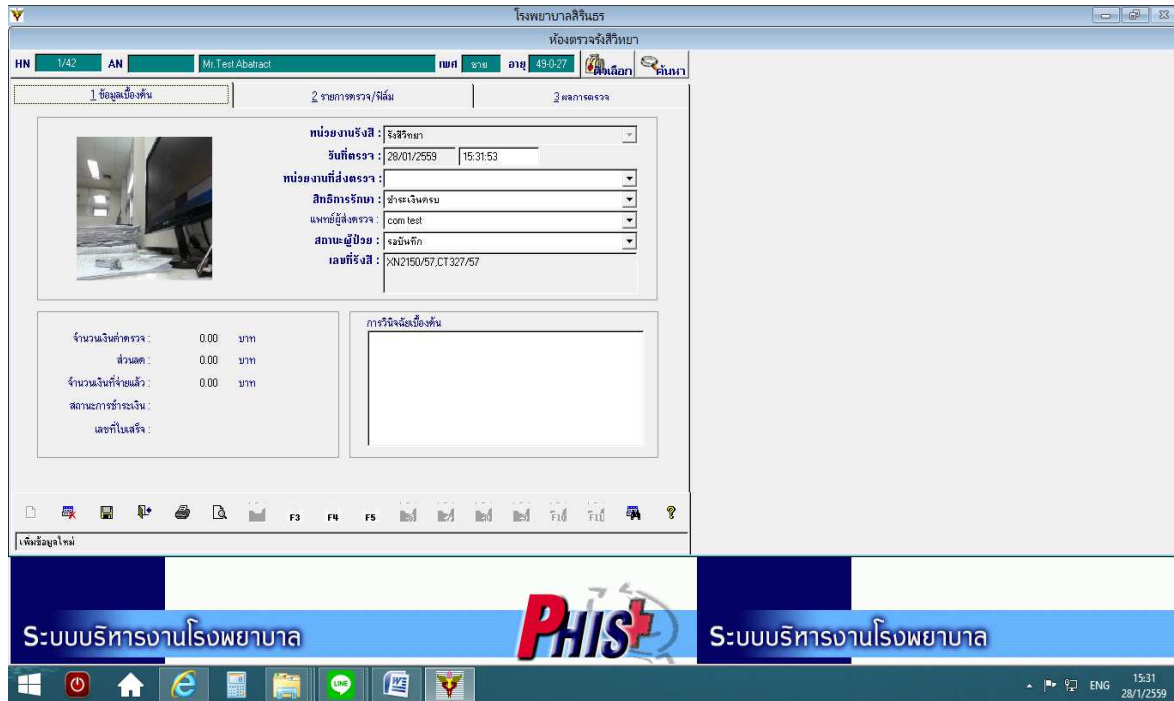 โรงพยาบาลสิรินธร
ห้องตรวจรังสีวิทยา
HN 1/42 AN Mr.Test Abatract เพศ ชาย อายุ 49-0-27 ตัวเลือก ค้นหา
1 ข้อมูลเบื้องต้น 2 รายการตรวจ/ฟิล์ม 3 ผลการตรวจ
หน่วยงานรังสี : รังสีวิทยา
วันที่ตรวจ : 28/01/2559 15:31:53
หน่วยงานที่ส่งตรวจ :
สิทธิการรักษา : ชำระเงินครบ
แพทย์ผู้ส่งตรวจ : com test
สถานะผู้ป่วย : รอบันทึก
เลขที่รังสี : XN2150/57,CT327/57
จำนวนเงินค่าตรวจ : 0.00 บาท
ส่วนลด : 0.00 บาท
จำนวนเงินที่จ่ายแล้ว : 0.00 บาท
สถานะการชำระเงิน :
เลขที่ใบเสร็จ :
การวินิจฉัยเบื้องต้น
F3 F4 F5
เพิ่มข้อมูลใหม่
ระบบบริหารงานโรงพยาบาล PHIS+ ระบบบริหารงานโรงพยาบาล
LINE ENG 15:31
28/1/2559